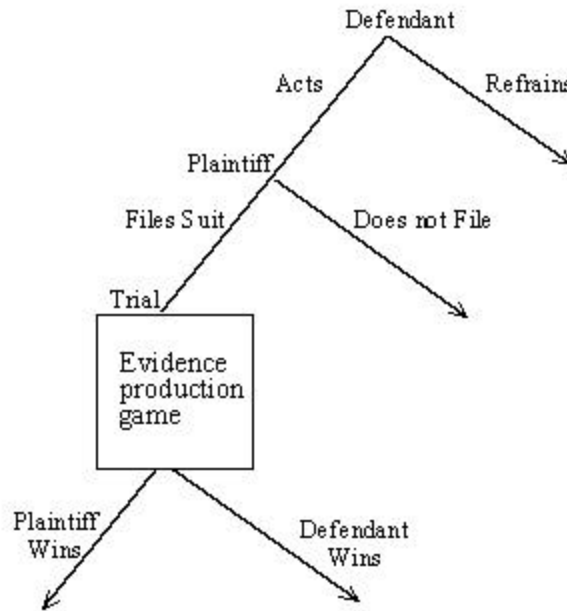 Defendant
Acts
Refrains
Plaintiff
Files Suit
Does not File
Trial
Evidence
production
game
Plaintiff
Wins
Defendant
Wins